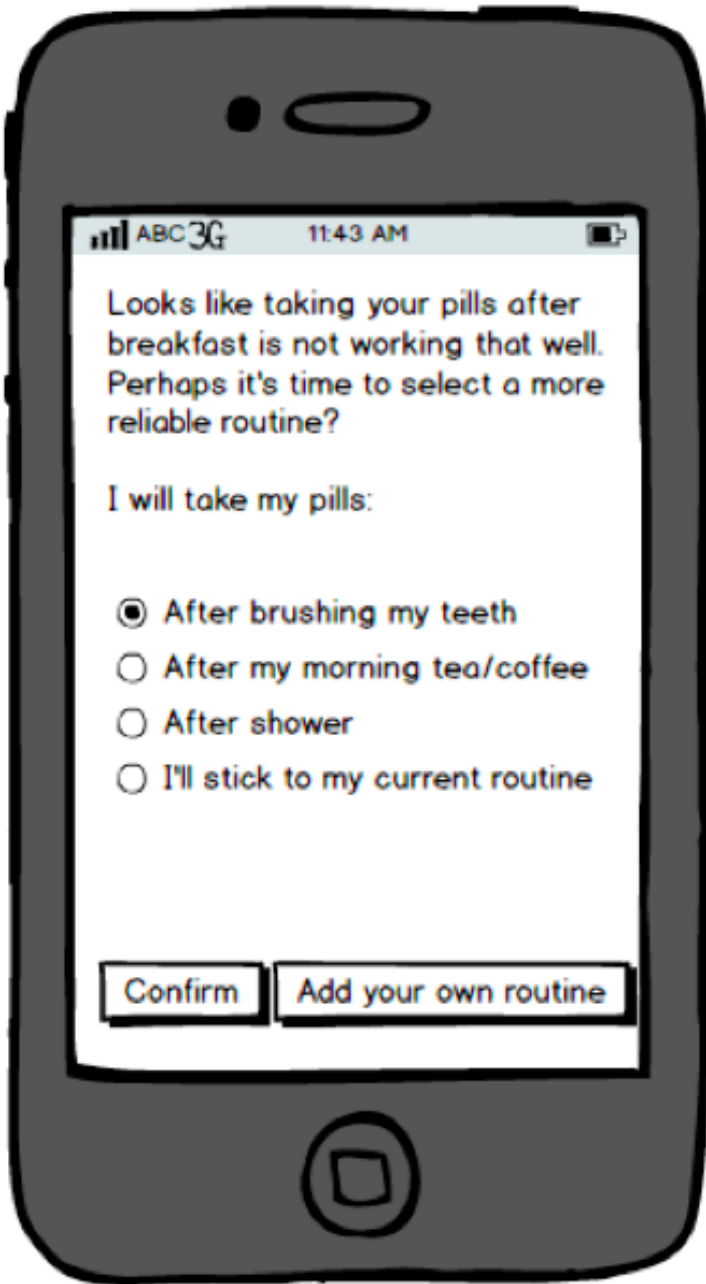 ABC 3G 11:43 AM
Looks like taking your pills after
breakfast is not working that well.
Perhaps it's time to select a more
reliable routine?
I will take my pills:
After brushing my teeth
After my morning tea/coffee
After shower
I'll stick to my current routine
Confirm Add your own routine